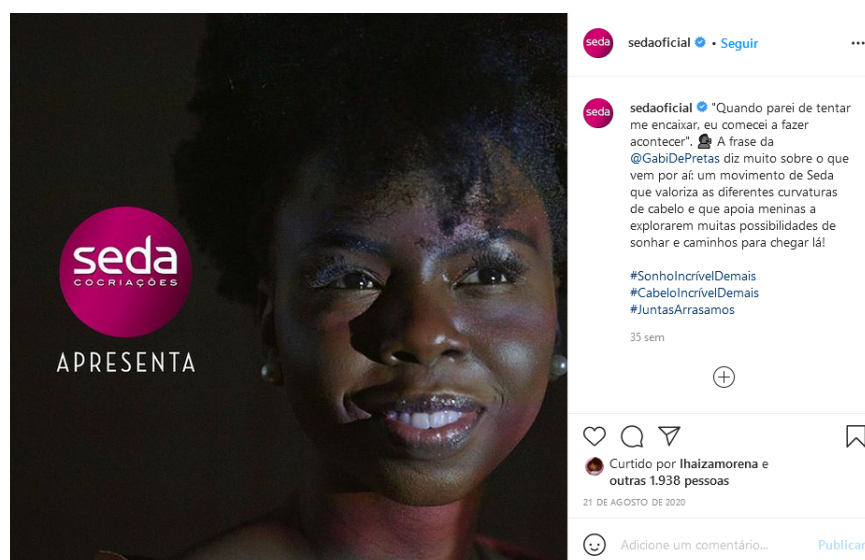 seda
COCRIAÇÕES
APRESENTA
seda
sedaoficial • Seguir
seda
sedaoficial "Quando parei de tentar
me encaixar, eu comecei a fazer
acontecer". A frase da
@GabiDePretas diz muito sobre o que
vem por aí: um movimento de Seda
que valoriza as diferentes curvaturas
de cabelo e que apoia meninas a
explorarem muitas possibilidades de
sonhar e caminhos para chegar lá!
#SonhoIncrívelDemais
#CabeloIncrívelDemais
#JuntasArrasamos
35 sem
Curtido por lhaizamorena e
outras 1.938 pessoas
21 DE AGOSTO DE 2020
Adicione um comentário... Publicar